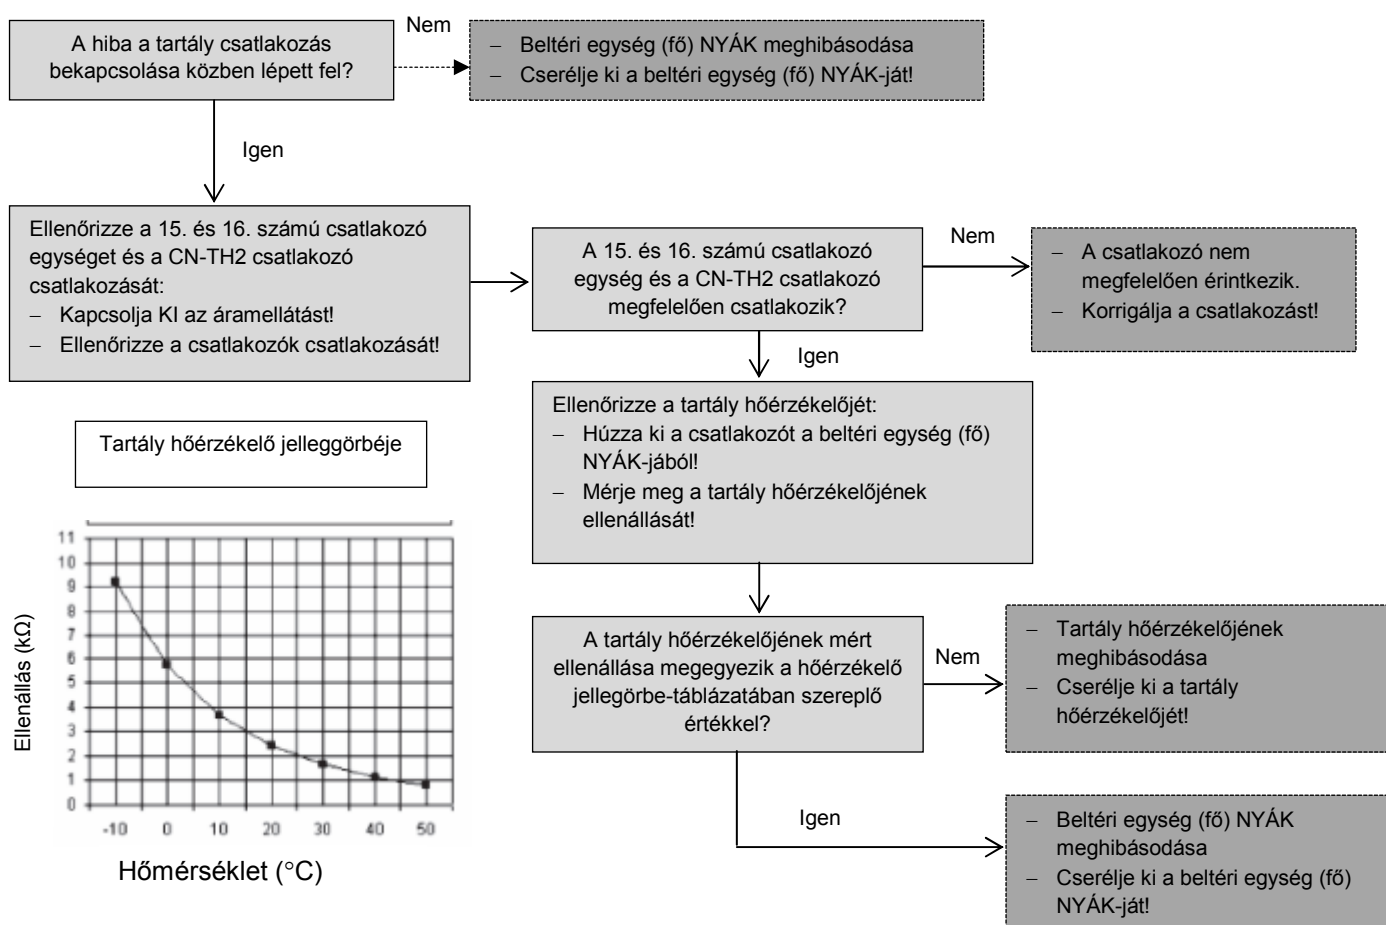 A hiba a tartály csatlakozás
bekapcsolása közben lépett fel?
Nem
– Beltéri egység (fő) NYÁK meghibásodása
– Cserélje ki a beltéri egység (fő) NYÁK-ját!
Igen
Ellenőrizze a 15. és 16. számú csatlakozó
egységet és a CN-TH2 csatlakozó
csatlakozását:
– Kapcsolja KI az áramellátást!
– Ellenőrizze a csatlakozók csatlakozását!
A 15. és 16. számú csatlakozó
egység és a CN-TH2 csatlakozó
megfelelően csatlakozik?
Nem
– A csatlakozó nem
megfelelően érintkezik.
– Korrigálja a csatlakozást!
Igen
Ellenőrizze a tartály hőérzékelőjét:
– Húzza ki a csatlakozót a beltéri egység (fő)
NYÁK-jából!
– Mérje meg a tartály hőérzékelőjének
ellenállását!
Tartály hőérzékelő jelleggörbéje
11
10
9
8
7
6
5
4
3
2
1
0
-10 0 10 20 30 40 50
Ellenállás (kΩ)
Hőmérséklet (°C)
A tartály hőérzékelőjének mért
ellenállása megegyezik a hőérzékelő
jellegörbe-táblázatában szereplő
értékkel?
Nem
– Tartály hőérzékelőjének
meghibásodása
– Cserélje ki a tartály
hőérzékelőjét!
Igen
– Beltéri egység (fő) NYÁK
meghibásodása
– Cserélje ki a beltéri egység (fő)
NYÁK-ját!